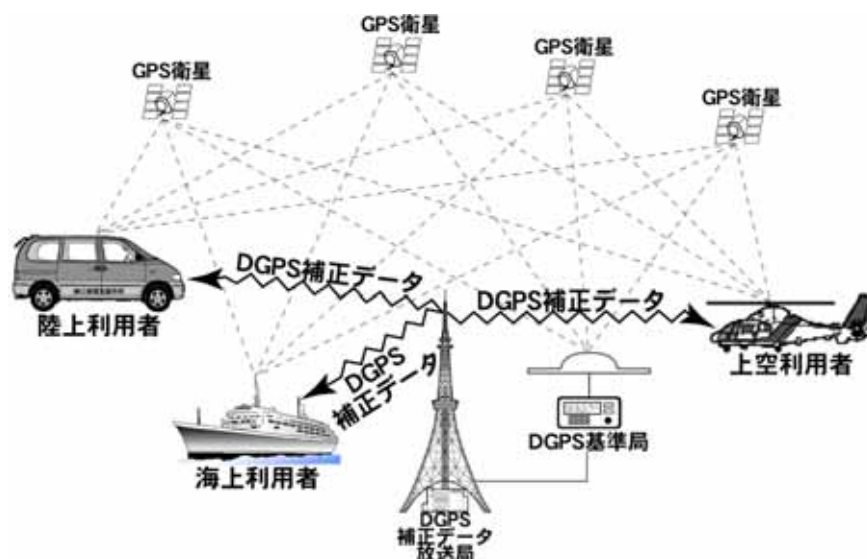 GPS衛星
GPS衛星
GPS衛星
GPS衛星
DGPS補正データ
DGPS補正データ
陸上利用者
上空利用者
DGPS
補正データ
DGPS基準局
海上利用者
DGPS
補正データ
放送局